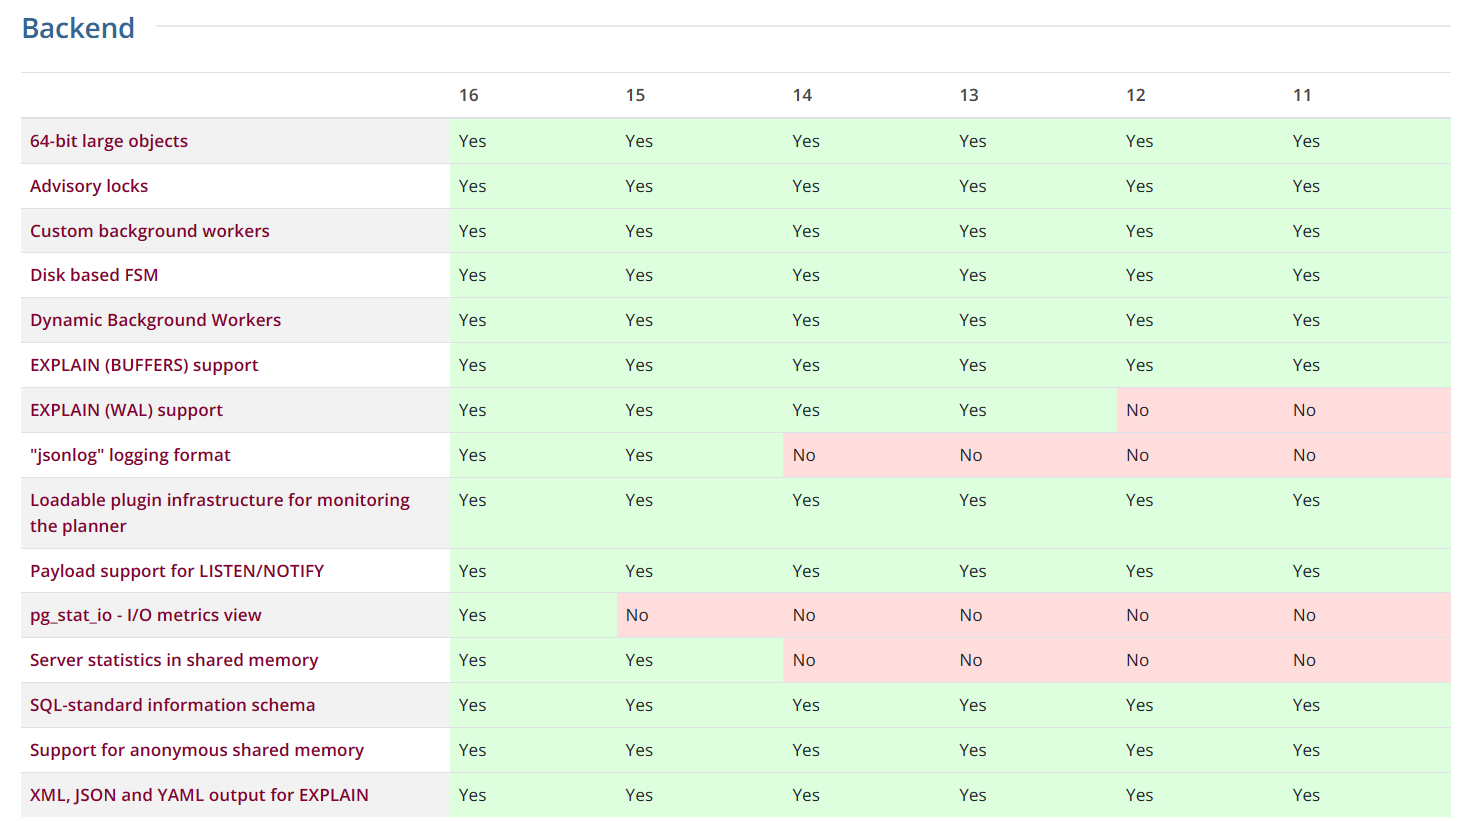 Backend
16 15 14 13 12 11
64-bit large objects Yes Yes Yes Yes Yes Yes
Advisory locks Yes Yes Yes Yes Yes Yes
Custom background workers Yes Yes Yes Yes Yes Yes
Disk based FSM Yes Yes Yes Yes Yes Yes
Dynamic Background Workers Yes Yes Yes Yes Yes Yes
EXPLAIN (BUFFERS) support Yes Yes Yes Yes Yes Yes
EXPLAIN (WAL) support Yes Yes Yes Yes No No
"jsonlog" logging format Yes Yes No No No No
Loadable plugin infrastructure for monitoring Yes Yes Yes Yes Yes Yes
the planner
Payload support for LISTEN/NOTIFY Yes Yes Yes Yes Yes Yes
pg_stat_io - I/O metrics view Yes No No No No No
Server statistics in shared memory Yes Yes No No No No
SQL-standard information schema Yes Yes Yes Yes Yes Yes
Support for anonymous shared memory Yes Yes Yes Yes Yes Yes
XML, JSON and YAML output for EXPLAIN Yes Yes Yes Yes Yes Yes